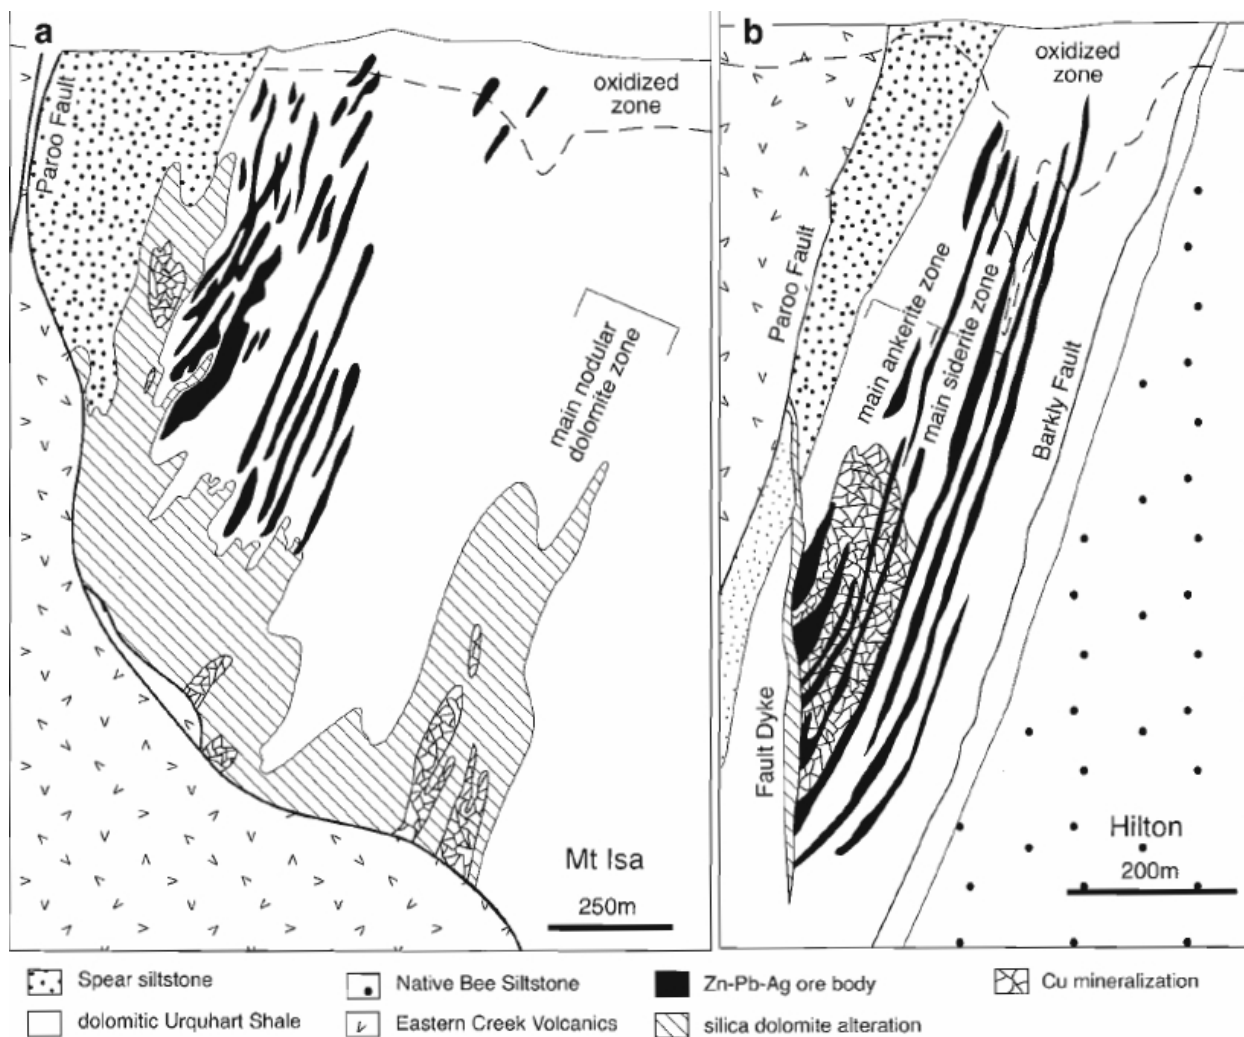 a
Paroo Fault
oxidized
zone
main nodular
dolomite zone
Mt Isa
250m
b
oxidized
zone
Paroo Fault
main ankerite zone
main siderite zone
Barkly Fault
Fault Dyke
Hilton
200m
Spear siltstone
Native Bee Siltstone
Zn-Pb-Ag ore body
Cu mineralization
dolomitic Urquhart Shale
Eastern Creek Volcanics
silica dolomite alteration